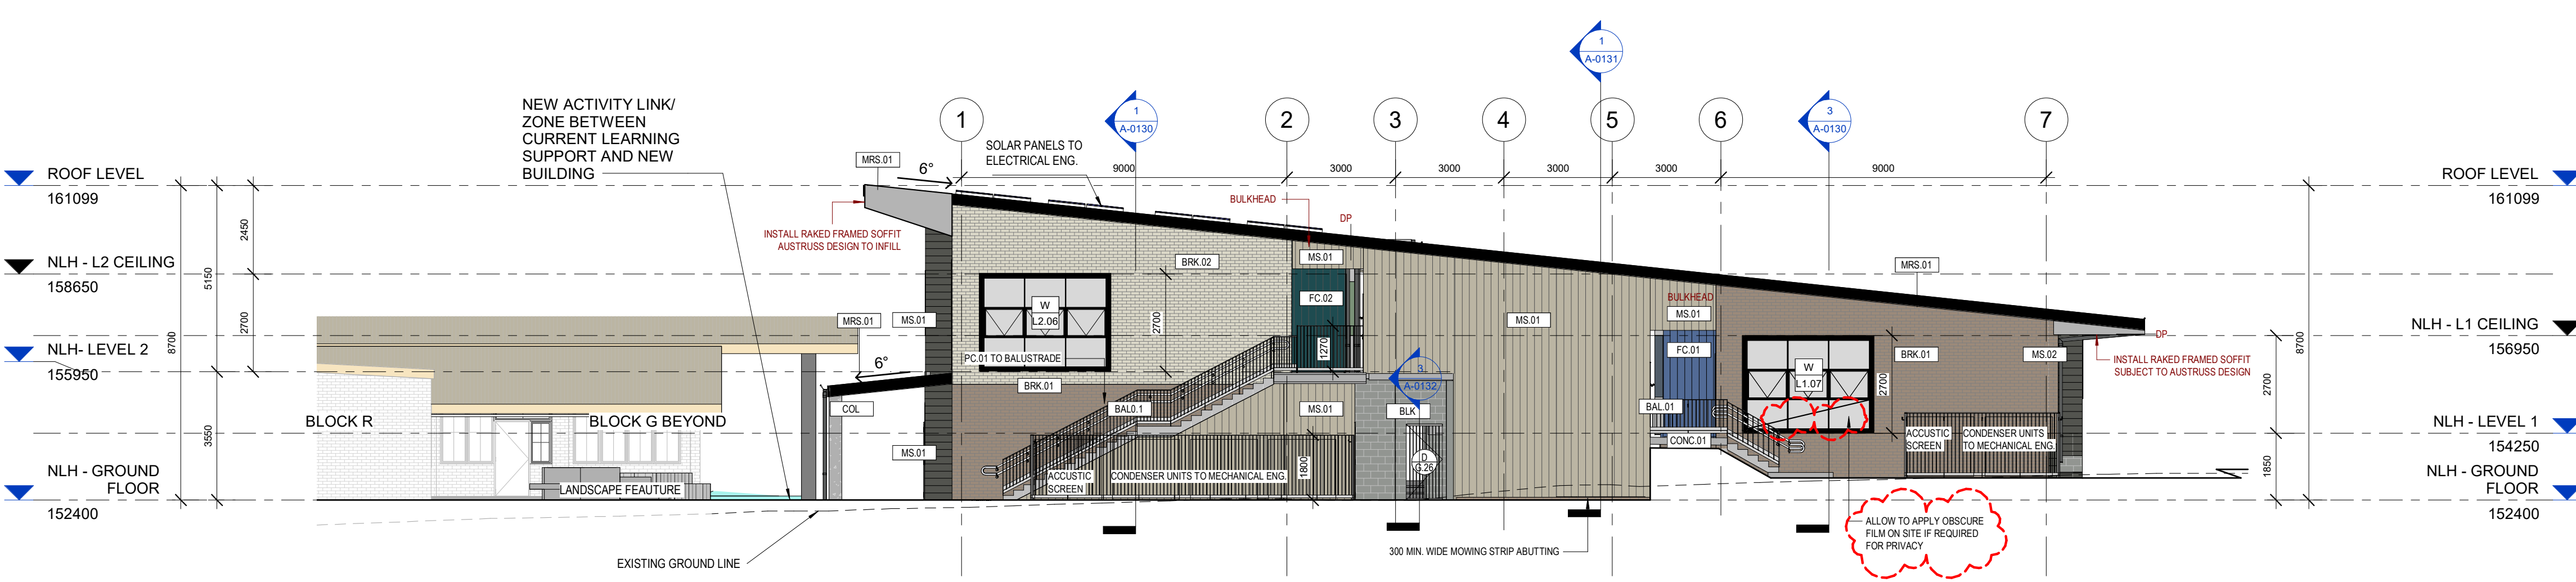 1
A-0131
NEW ACTIVITY LINK/
ZONE BETWEEN
CURRENT LEARNING
SUPPORT AND NEW
BUILDING
1
1
A-0130
2
3
4
5
6
3
A-0130
7
SOLAR PANELS TO
ELECTRICAL ENG.
MRS.01
6°
9000
3000
3000
3000
3000
9000
ROOF LEVEL
161099
ROOF LEVEL
161099
2450
BULKHEAD
DP
INSTALL RAKED FRAMED SOFFIT
AUSTRUSS DESIGN TO INFILL
NLH - L2 CEILING
158650
5150
BRK.02
MS.01
MRS.01
FC.02
BULKHEAD
MS.01
W
L2.06
2700
2700
8700
MRS.01
MS.01
MS.01
8700
NLH - L1 CEILING
156950
DP
NLH- LEVEL 2
155950
PC.01 TO BALUSTRADE
1270
FC.01
BRK.01
MS.02
INSTALL RAKED FRAMED SOFFIT
SUBJECT TO AUSTRUSS DESIGN
6°
BRK.01
3
A-0132
W
L1.07
2700
2700
COL
BAL0.1
MS.01
BLK
BAL.01
BLOCK R
BLOCK G BEYOND
NLH - LEVEL 1
154250
3550
MS.01
CONC.01
ACCUSTIC
SCREEN
CONDENSER UNITS
TO MECHANICAL ENG.
NLH - GROUND
FLOOR
152400
LANDSCAPE FEAUTURE
ACCUSTIC
SCREEN
CONDENSER UNITS TO MECHANICAL ENG.
1800
D
G.26
1850
NLH - GROUND
FLOOR
152400
ALLOW TO APPLY OBSCURE
FILM ON SITE IF REQUIRED
FOR PRIVACY
EXISTING GROUND LINE
300 MIN. WIDE MOWING STRIP ABUTTING